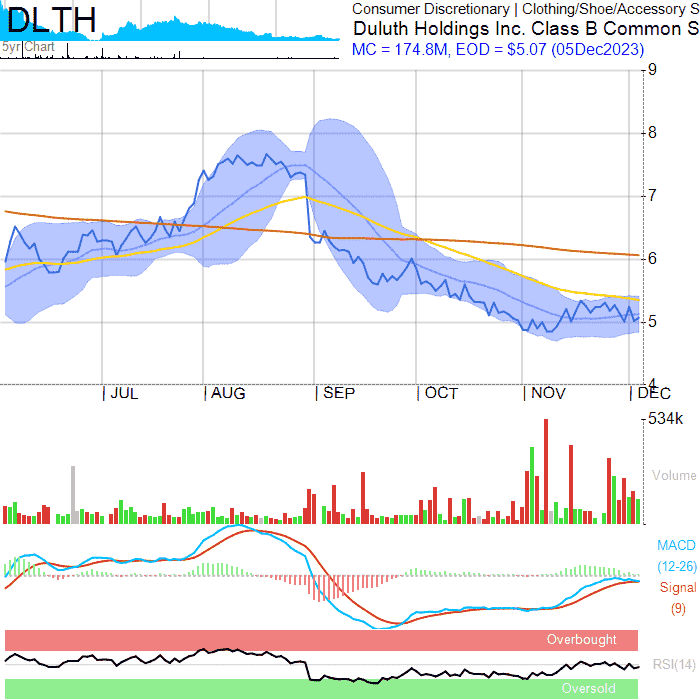 DLTH
5yr Chart
Consumer Discretionary | Clothing/Shoe/Accessory S
Duluth Holdings Inc. Class B Common S
MC = 174.8M, EOD = $5.07 (05Dec2023)
9
8
7
6
5
4
JUL
AUG
SEP
OCT
NOV
DEC
534k
Volume
MACD
(12-26)
Signal
(9)
Overbought
RSI(14)
Oversold